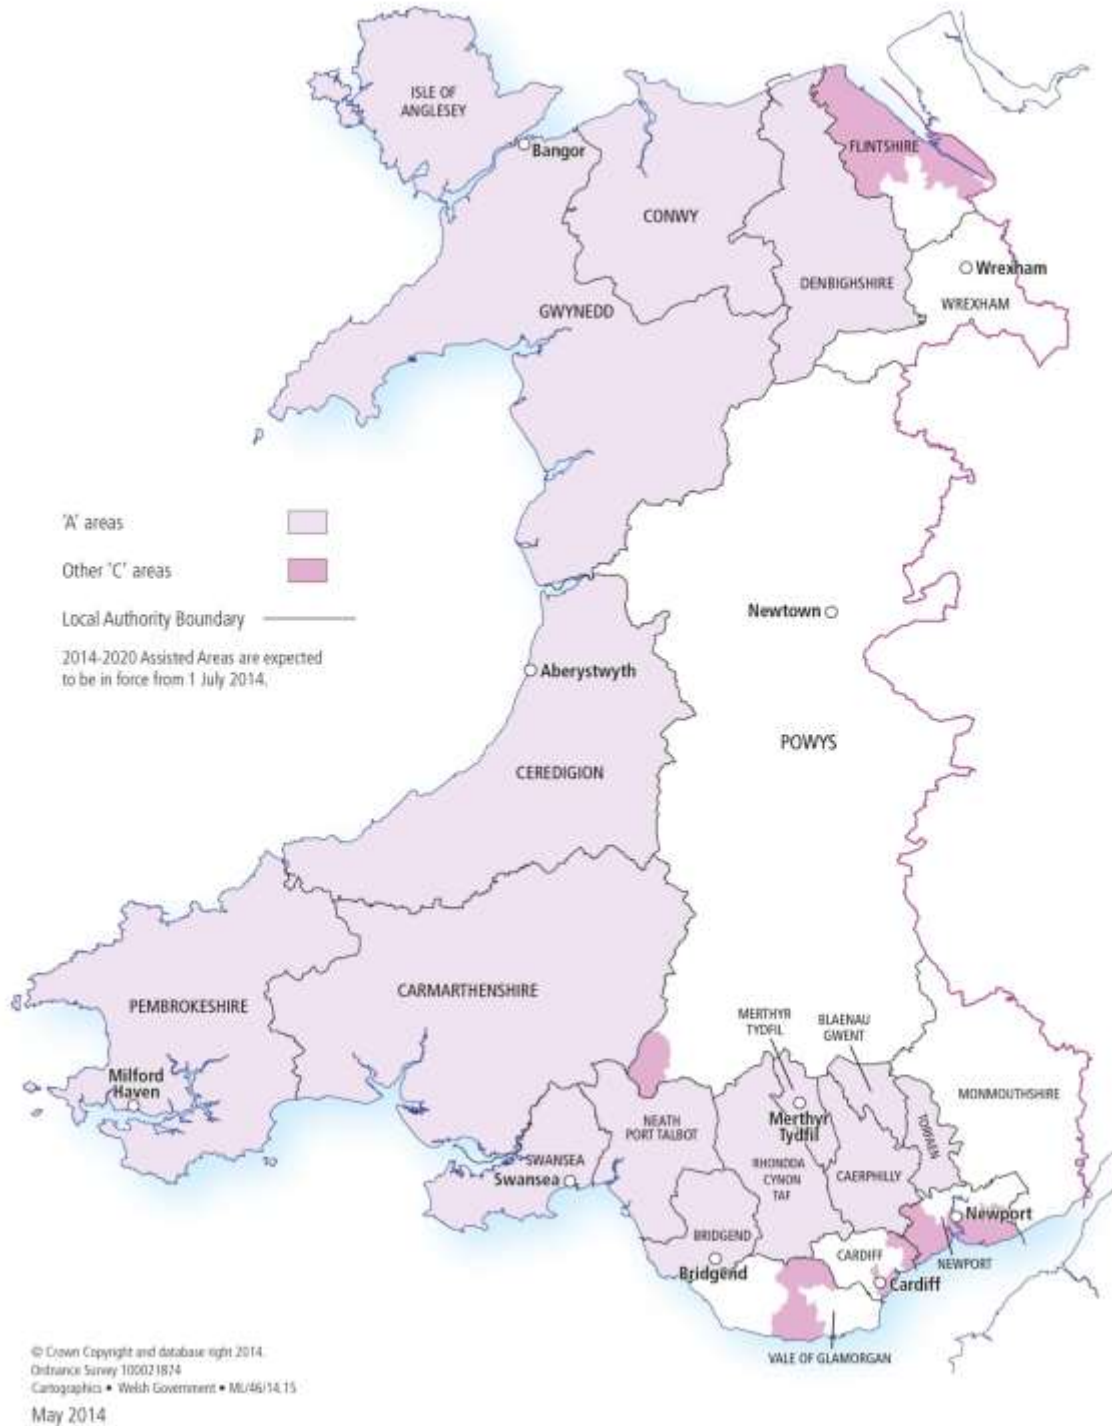 ISLE OF
ANGLESEY
Bangor
FLINTSHIRE
CONWY
Wrexham
DENBIGHSHIRE
WREXHAM
GWYNEDD
'A' areas
Other 'C' areas
Local Authority Boundary
2014-2020 Assisted Areas are expected
to be in force from 1 July 2014.
Newtown
Aberystwyth
POWYS
CEREDIGION
CARMARTHENSHIRE
PEMBROKESHIRE
MERTHYR
TYDFIL
BLAENAU
GWENT
Milford
Haven
MONMOUTHSHIRE
NEATH
PORT TALBOT
Merthyr
Tydfil
TORFAEN
SWANSEA
Swansea
RHONDDA
CYNON
TAF
CAERPHILLY
Newport
BRIDGEND
CARDIFF
NEWPORT
Bridgend
Cardiff
VALE OF GLAMORGAN
© Crown Copyright and database right 2014.
Ordnance Survey 100021874
Cartographics • Welsh Government • ML/46/14.15
May 2014